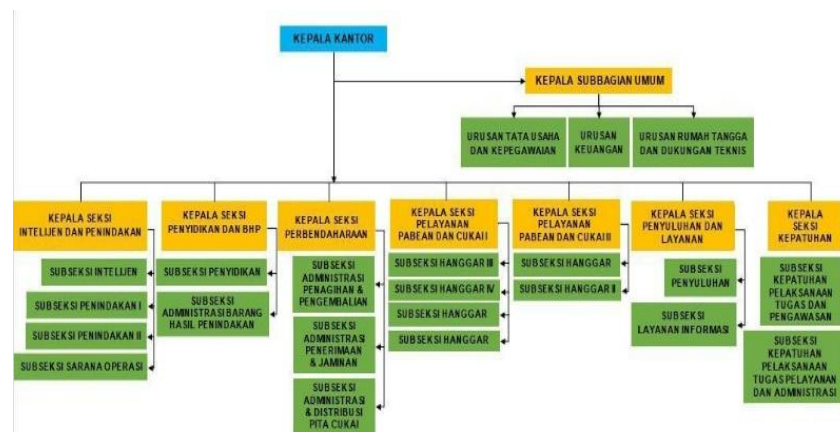 KEPALA KANTOR
KEPALA SUBBAGIAN UMUM
URUSAN TATA USAHA
DAN KEPEGAWAIAN
URUSAN
KEUANGAN
URUSAN RUMAH TANGGA
DAN DUKUNGAN TEKNIS
KEPALA SEKSI
INTELIJEN DAN PENINDAKAN
SUBSEKSI INTELIJEN
SUBSEKSI PENINDAKAN I
SUBSEKSI PENINDAKAN II
SUBSEKSI SARANA OPERASI
KEPALA SEKSI
PENYIDIKAN DAN BHP
SUBSEKSI PENYIDIKAN
SUBSEKSI
ADMINISTRASI BARANG
HASIL PENINDAKAN
KEPALA SEKSI
PERBENDAHARAAN
SUBSEKSI
ADMINISTRASI
PENAGIHAN &
PENGEMBALIAN
SUBSEKSI
ADMINISTRASI
PENERIMAAN
& JAMINAN
SUBSEKSI
ADMINISTRASI
& DISTRIBUSI
PITA CUKAI
KEPALA SEKSI
PELAYANAN
PABEAN DAN CUKAI I
SUBSEKSI HANGGAR III
SUBSEKSI HANGGAR IV
SUBSEKSI HANGGAR
SUBSEKSI HANGGAR
KEPALA SEKSI
PELAYANAN
PABEAN DAN CUKAI II
SUBSEKSI HANGGAR
SUBSEKSI HANGGAR II
KEPALA SEKSI
PENYULUHAN DAN
LAYANAN
SUBSEKSI
PENYULUHAN
SUBSEKSI
LAYANAN INFORMASI
KEPALA
SEKSI
KEPATUHAN
SUBSEKSI
KEPATUHAN
PELAKSANAAN
TUGAS DAN
PENGAWASAN
SUBSEKSI
KEPATUHAN
PELAKSANAAN
TUGAS PELAYANAN
DAN ADMINISTRASI